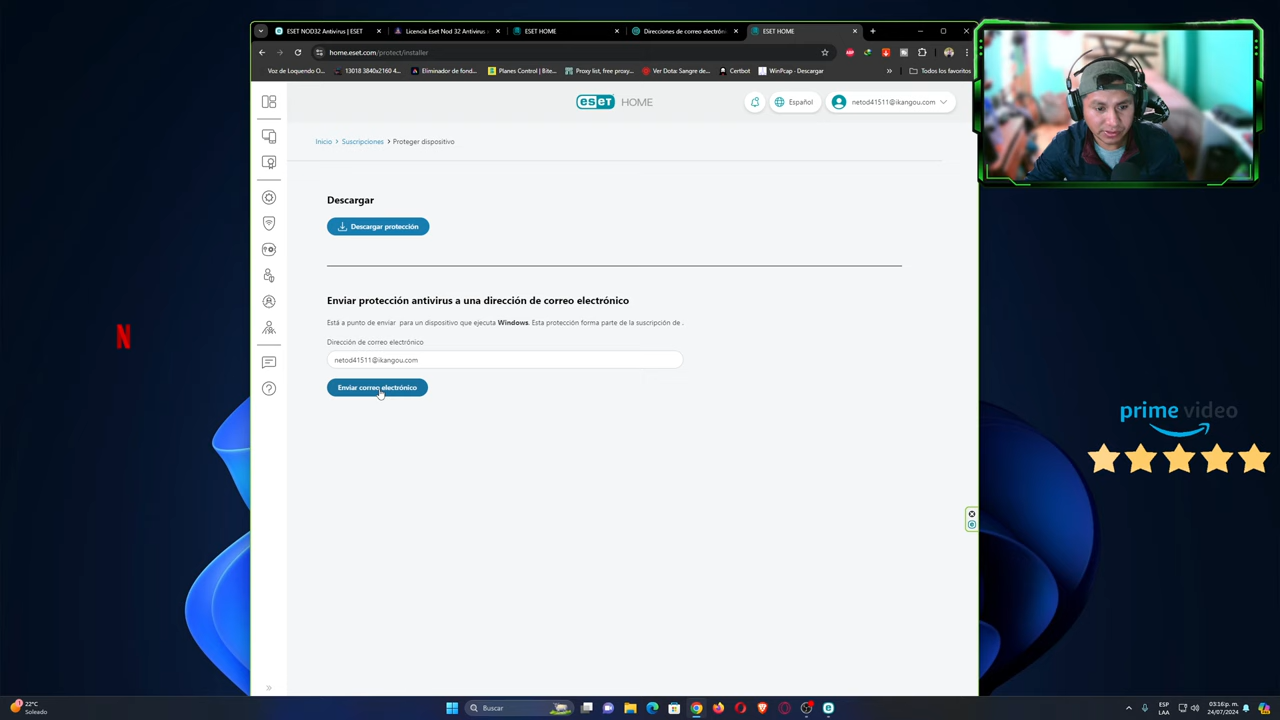 ESET NOD32 Antivirus | ESET
Licencia Eset Nod 32 Antivirus
ESET HOME
Direcciones de correo electrón
ESET HOME
home.eset.com/protect/installer
Voz de Loquendo O...
13018 3840x2160 4...
Eliminador de fond...
Planes Control | Bite...
Proxy list, free proxy...
Ver Dota: Sangre de...
Certbot
WinPcap - Descargar
»
Todos los favoritos
eset HOME
Español
netod41511@ikangou.com
Inicio > Suscripciones > Proteger dispositivo
Descargar
Descargar protección
Enviar protección antivirus a una dirección de correo electrónico
Está a punto de enviar para un dispositivo que ejecuta Windows. Esta protección forma parte de la suscripción de .
Dirección de correo electrónico
netod41511@ikangou.com
Enviar correo electrónico
N
prime video
22°C
Soleado
Buscar
ESP
LAA
03:16 p. m.
24/07/2024